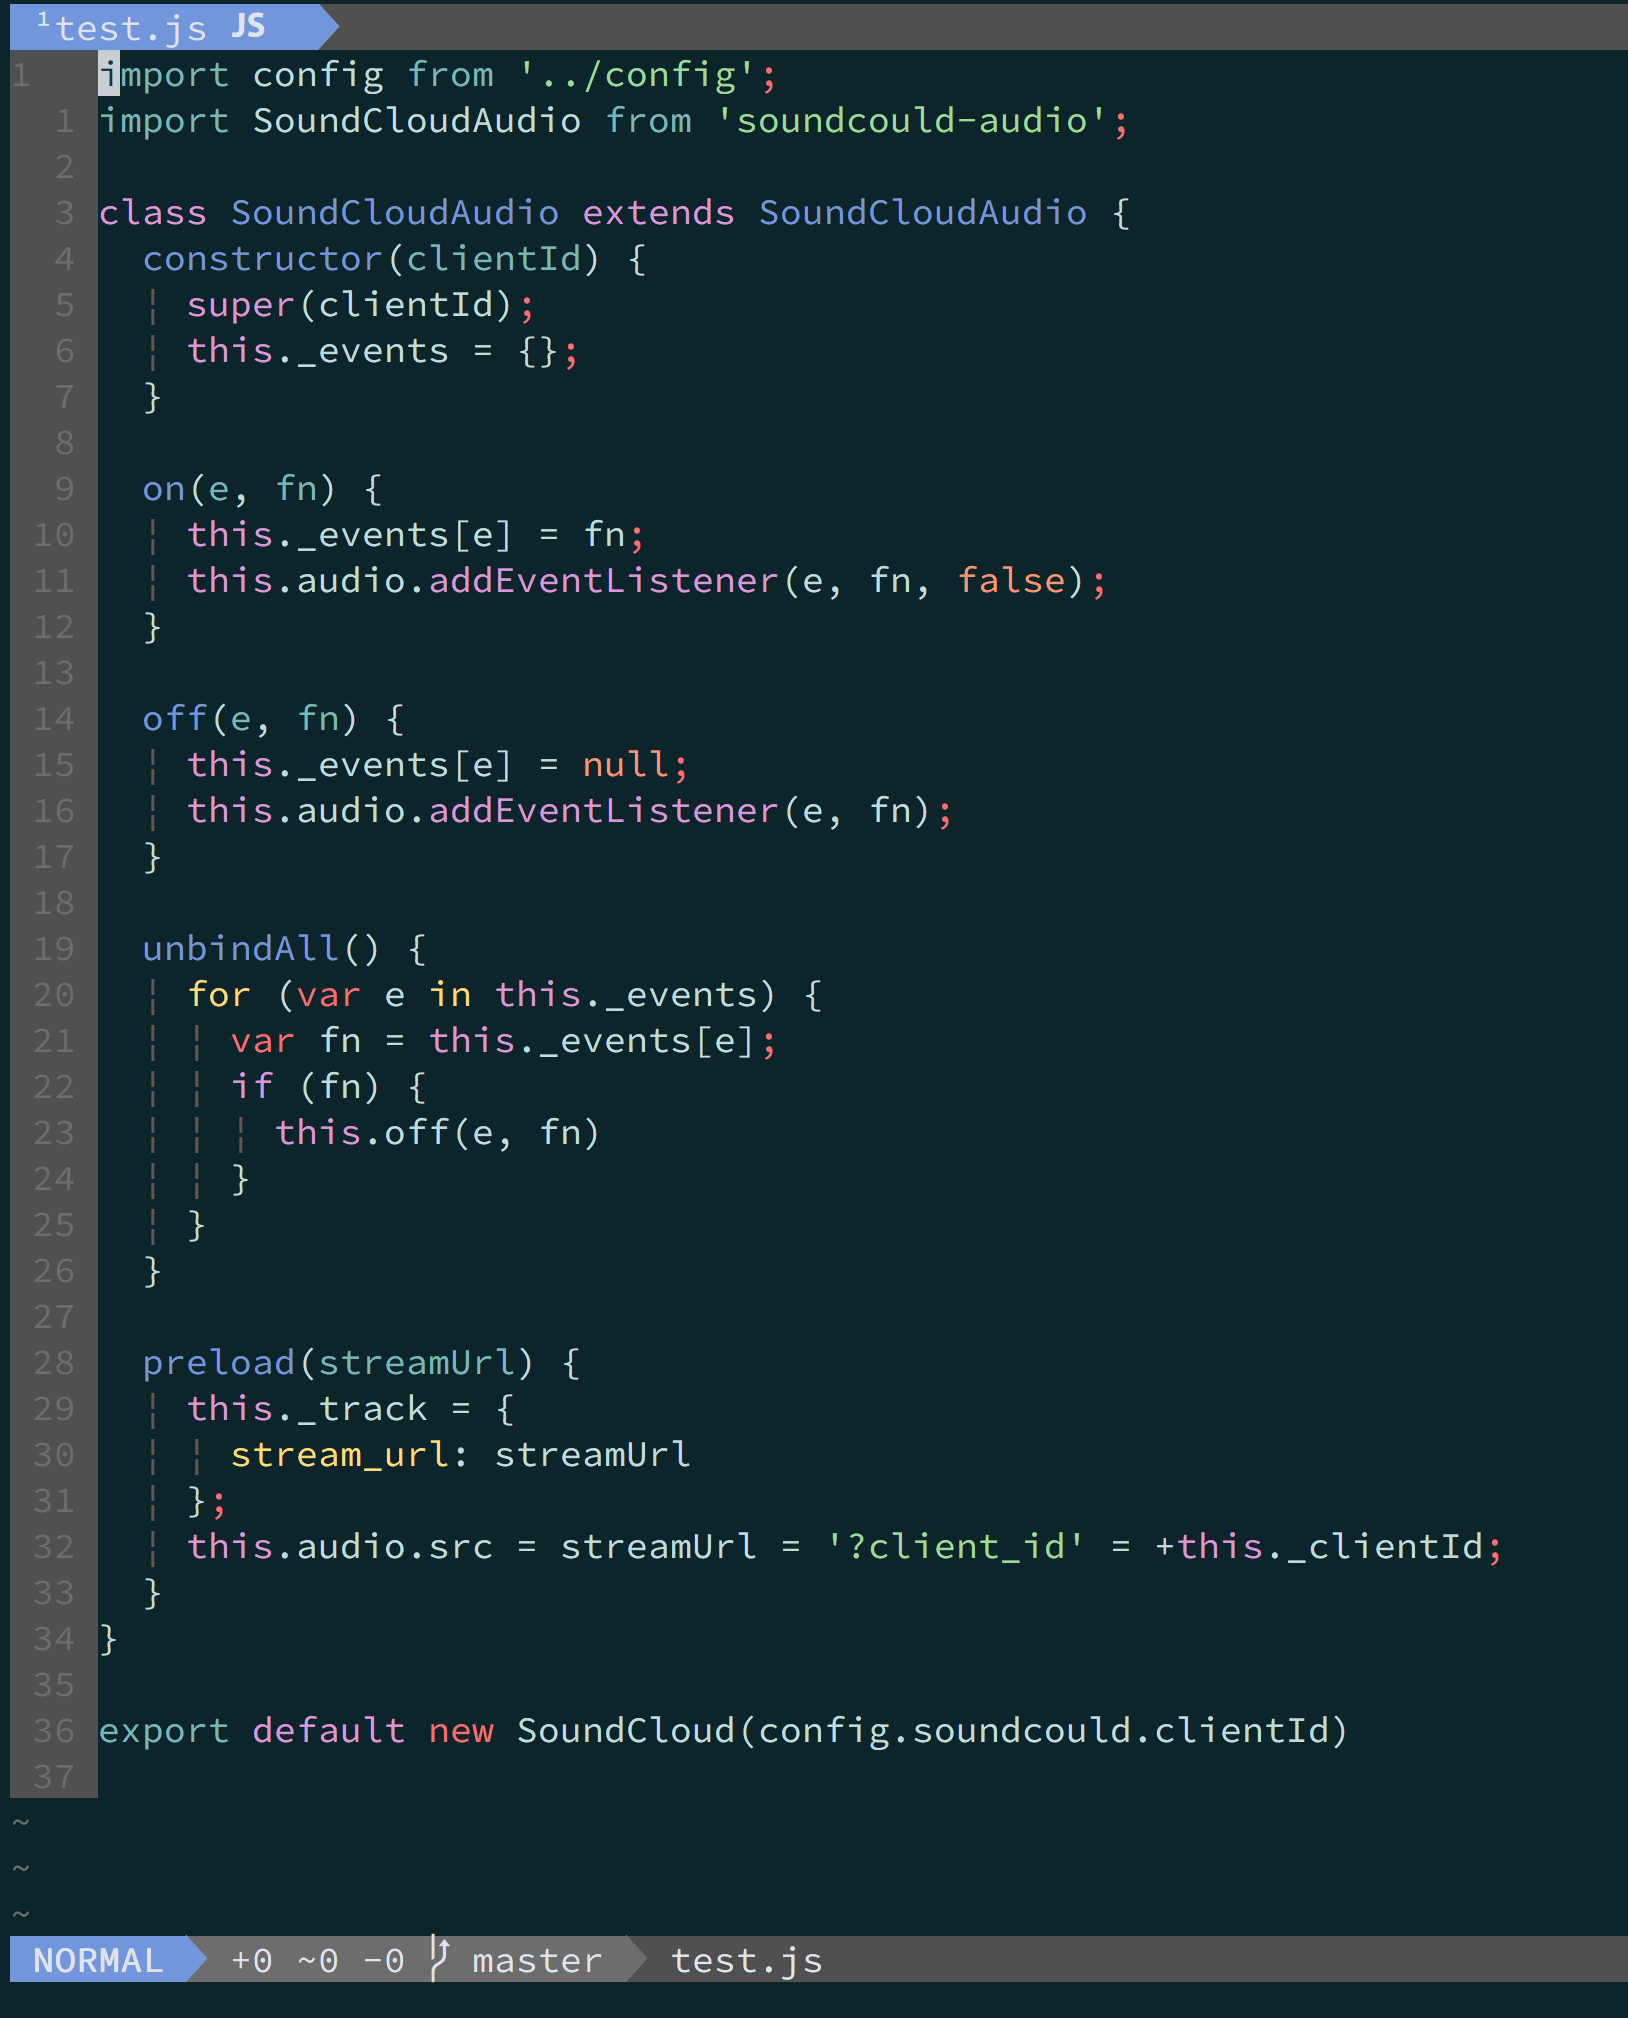 ¹test.js JS
1 import config from '../config';
1 import SoundCloudAudio from 'soundcould-audio';
2
3 class SoundCloudAudio extends SoundCloudAudio {
4   constructor(clientId) {
5   ¦ super(clientId);
6   ¦ this._events = {};
7   }
8
9   on(e, fn) {
10   ¦ this._events[e] = fn;
11   ¦ this.audio.addEventListener(e, fn, false);
12   }
13
14   off(e, fn) {
15   ¦ this._events[e] = null;
16   ¦ this.audio.addEventListener(e, fn);
17   }
18
19   unbindAll() {
20   ¦ for (var e in this._events) {
21   ¦ ¦ var fn = this._events[e];
22   ¦ ¦ if (fn) {
23   ¦ ¦ ¦ this.off(e, fn)
24   ¦ ¦ }
25   ¦ }
26   }
27
28   preload(streamUrl) {
29   ¦ this._track = {
30   ¦ ¦ stream_url: streamUrl
31   ¦ };
32   ¦ this.audio.src = streamUrl = '?client_id' = +this._clientId;
33   }
34 }
35
36 export default new SoundCloud(config.soundcould.clientId)
37
~
~
~
NORMAL +0 ~0 -0 master test.js